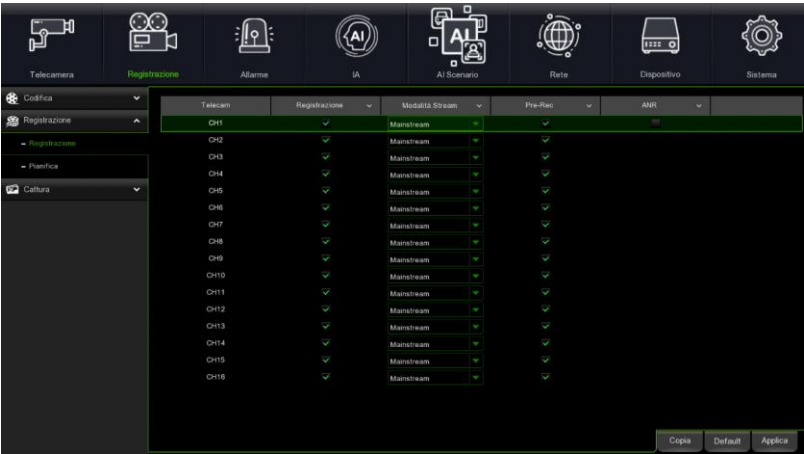 AI
AI
Telecamera Registrazione Allarme IA AI Scenario Rete Dispositivo Sistema
Codifica
Registrazione
Registrazione
Pianifica
Cattura
Telecam Registrazione Modalità Stream Pre-Rec ANR
CH1 Mainstream
CH2 Mainstream
CH3 Mainstream
CH4 Mainstream
CH5 Mainstream
CH6 Mainstream
CH7 Mainstream
CH8 Mainstream
CH9 Mainstream
CH10 Mainstream
CH11 Mainstream
CH12 Mainstream
CH13 Mainstream
CH14 Mainstream
CH15 Mainstream
CH16 Mainstream
Copia Default Applica